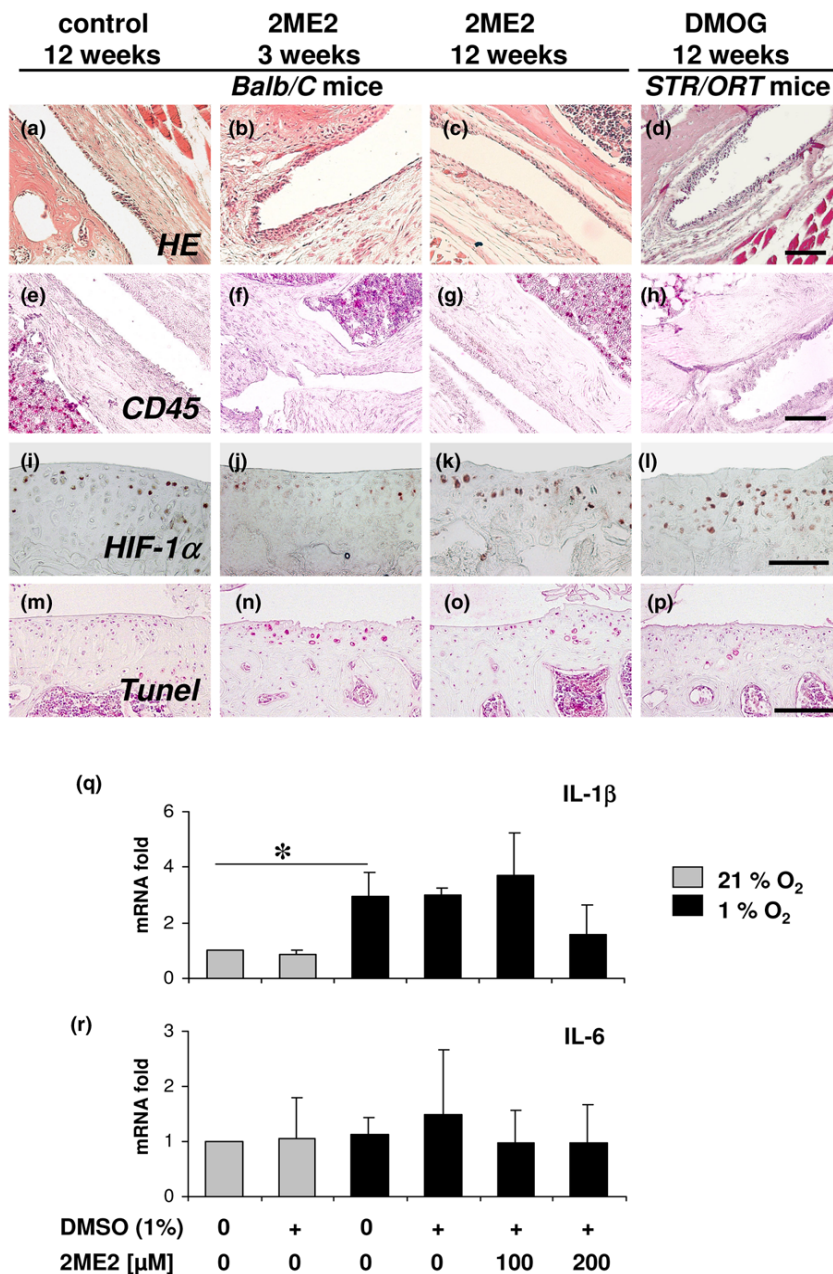 control 2ME2 2ME2 DMOG
12 weeks 3 weeks 12 weeks 12 weeks
Balb/C mice STR/ORT mice
(a) (b) (c) (d)
HE
(e) (f) (g) (h)
CD45
(i) (j) (k) (l)
HIF-1α
(m) (n) (o) (p)
Tunel
(q) IL-1β
6
4
2
0
mRNA fold
*
21 % O₂
1 % O₂
(r) IL-6
3
2
1
0
mRNA fold
DMSO (1%) 0 + 0 + + +
2ME2 [µM] 0 0 0 0 100 200